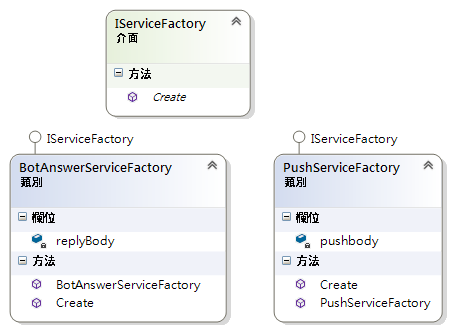 IServiceFactory
介面
方法
Create
IServiceFactory
BotAnswerServiceFactory
類別
欄位
replyBody
方法
BotAnswerServiceFactory
Create
IServiceFactory
PushServiceFactory
類別
欄位
pushbody
方法
Create
PushServiceFactory